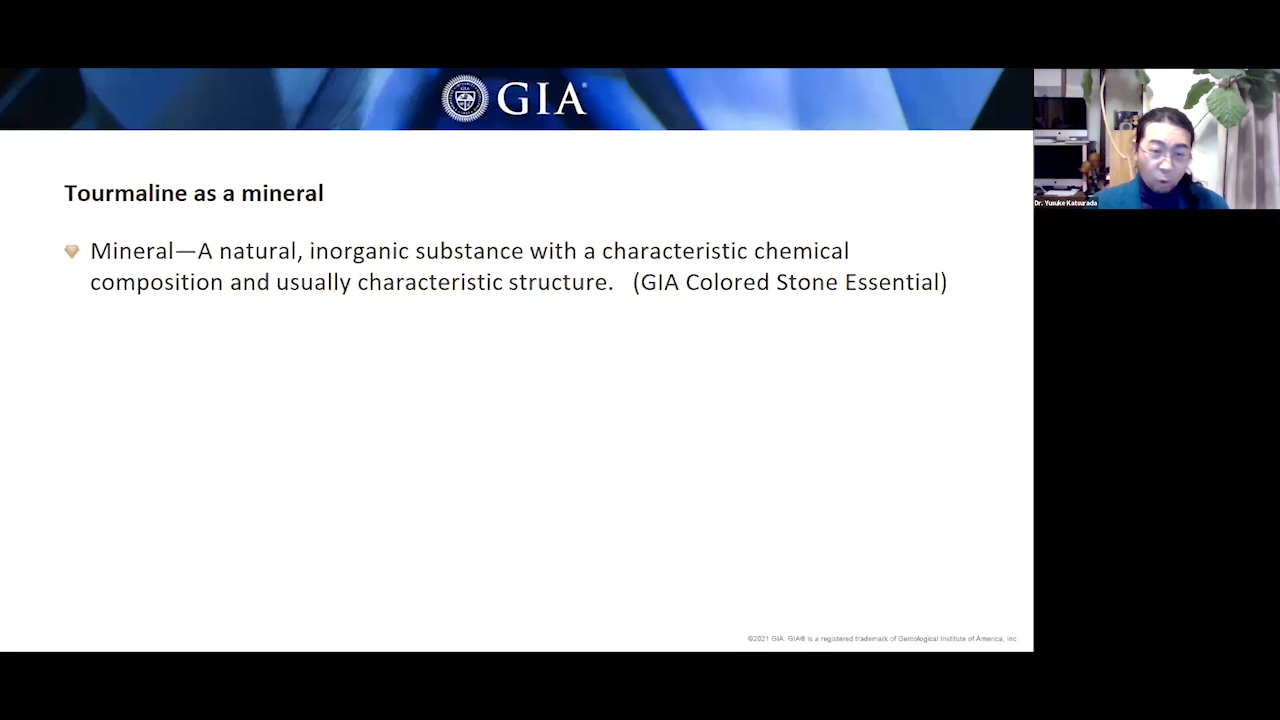 GIA
Tourmaline as a mineral
Mineral—A natural, inorganic substance with a characteristic chemical
composition and usually characteristic structure. (GIA Colored Stone Essential)
Dr. Yusuke Katsurada
©2021 GIA. GIA® is a registered trademark of Gemological Institute of America, Inc